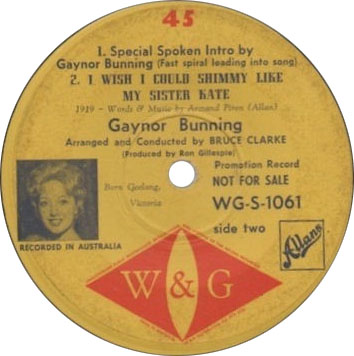 45
1. Special Spoken Intro by
Gaynor Bunning (Fast spiral leading into song)
2. I WISH I COULD SHIMMY LIKE
MY SISTER KATE
1919 - Words & Music by Armand Piron (Allan)
Gaynor Bunning
Arranged and Conducted by BRUCE CLARKE
(Produced by Ron Gillespie)
Promotion Record
NOT FOR SALE
Born Geelong,
Victoria
WG-S-1061
side two
Allans
RECORDED IN AUSTRALIA
W&G